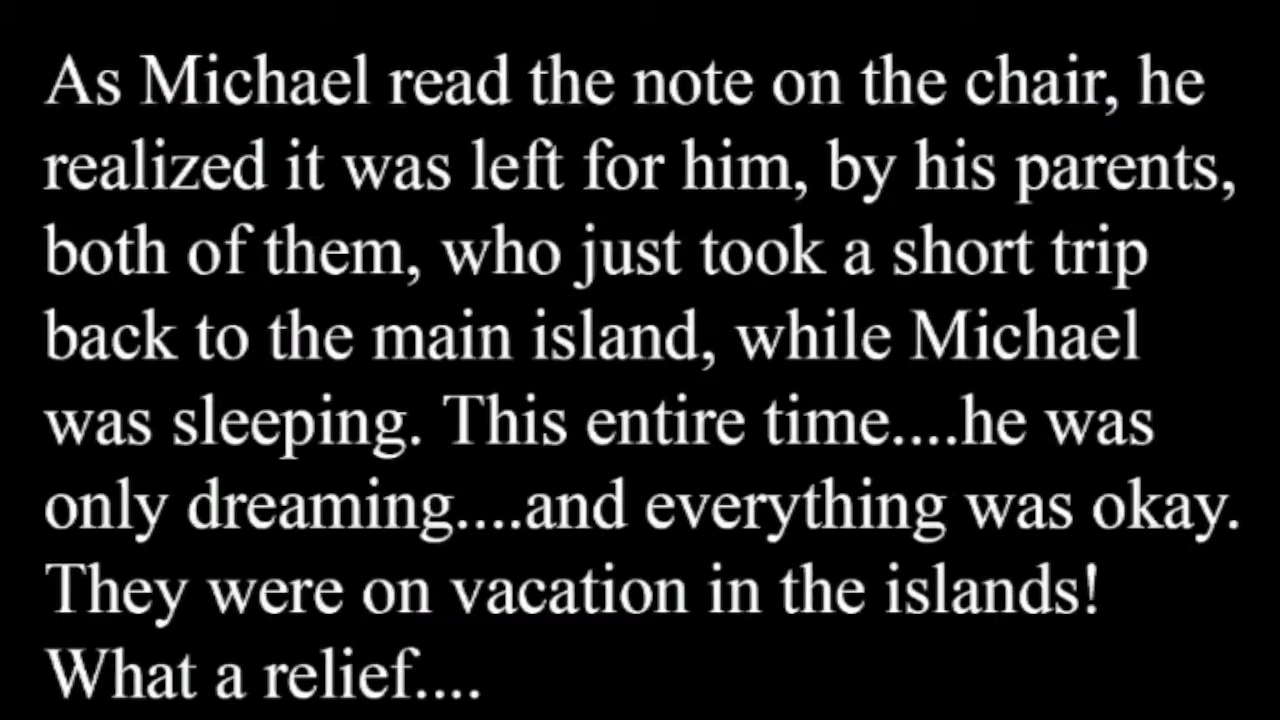 As Michael read the note on the chair, he
realized it was left for him, by his parents,
both of them, who just took a short trip
back to the main island, while Michael
was sleeping. This entire time....he was
only dreaming....and everything was okay.
They were on vacation in the islands!
What a relief....